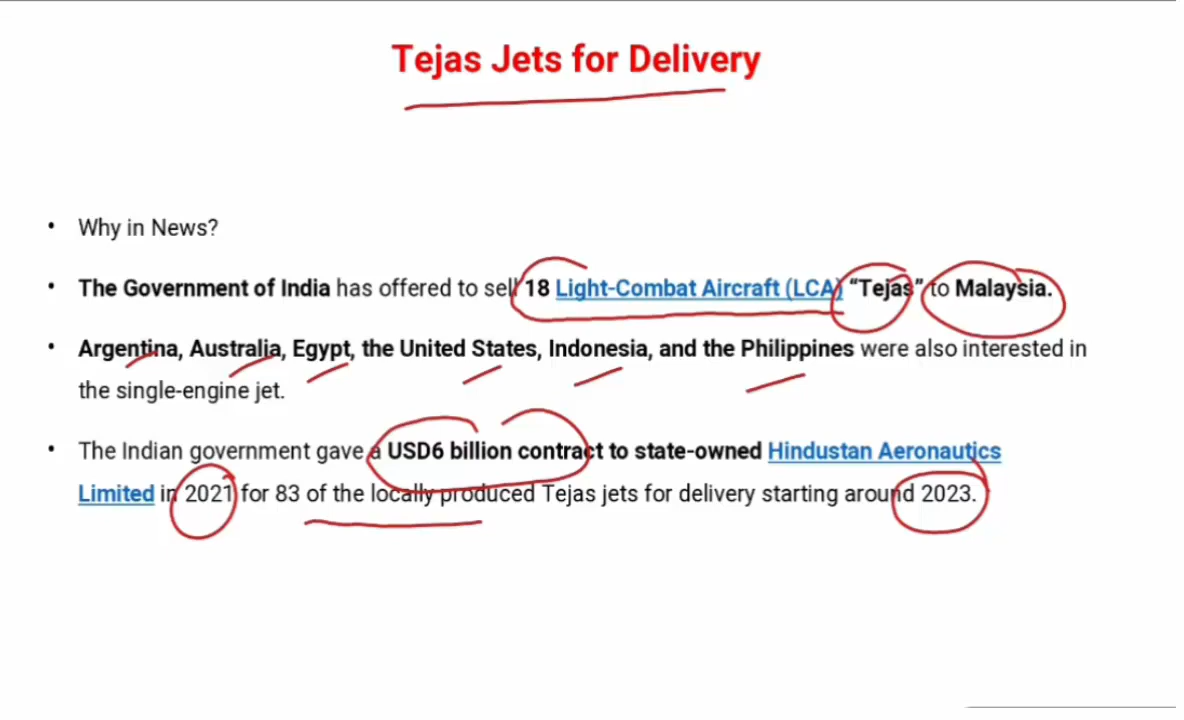 Tejas Jets for Delivery
• Why in News?
• The Government of India has offered to sell 18 Light-Combat Aircraft (LCA) “Tejas” to Malaysia.
• Argentina, Australia, Egypt, the United States, Indonesia, and the Philippines were also interested in
the single-engine jet.
• The Indian government gave a USD6 billion contract to state-owned Hindustan Aeronautics
Limited in 2021 for 83 of the locally produced Tejas jets for delivery starting around 2023.